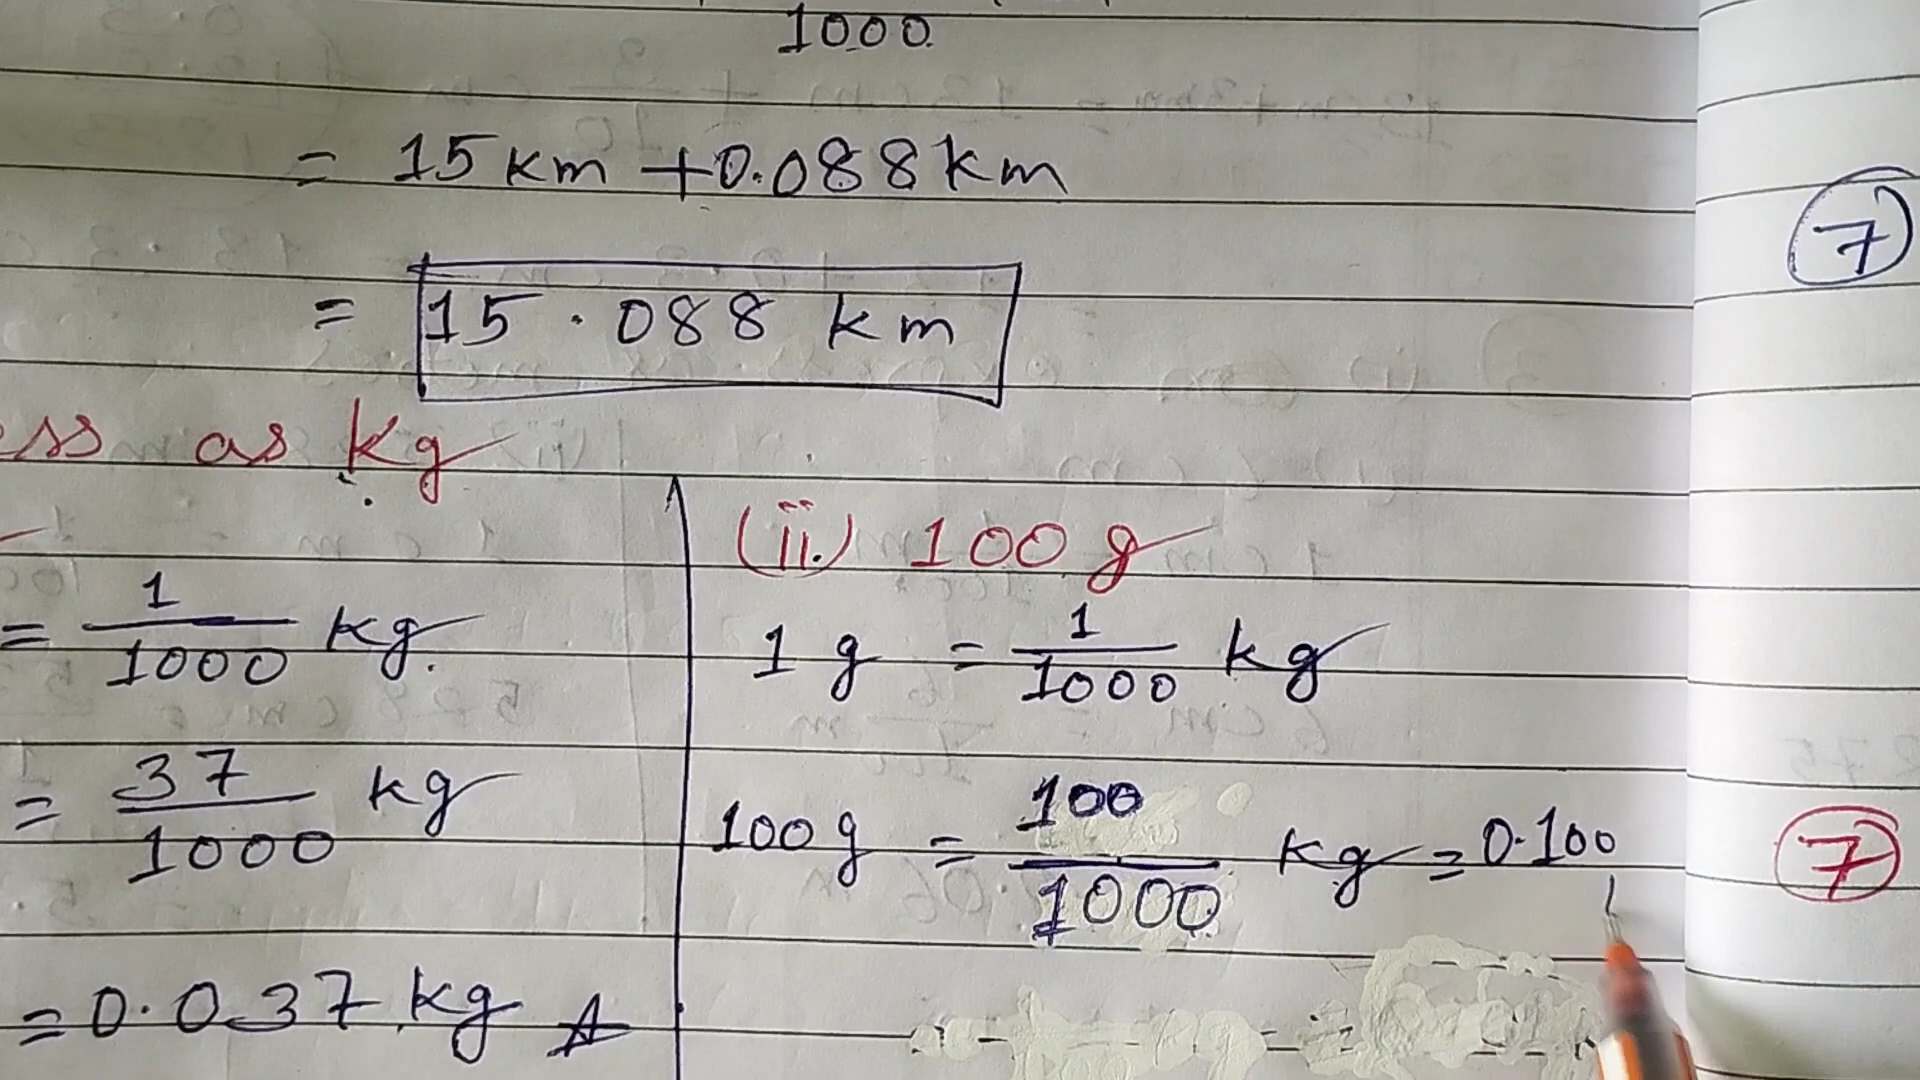 1000
= 15 km + 0.088 km
= 15.088 km
ess as kg
= 1/1000 kg.
= 37/1000 kg
= 0.037 kg
(ii.) 100 g
1 g = 1/1000 kg
100 g = 100/1000 kg = 0.100
7
7